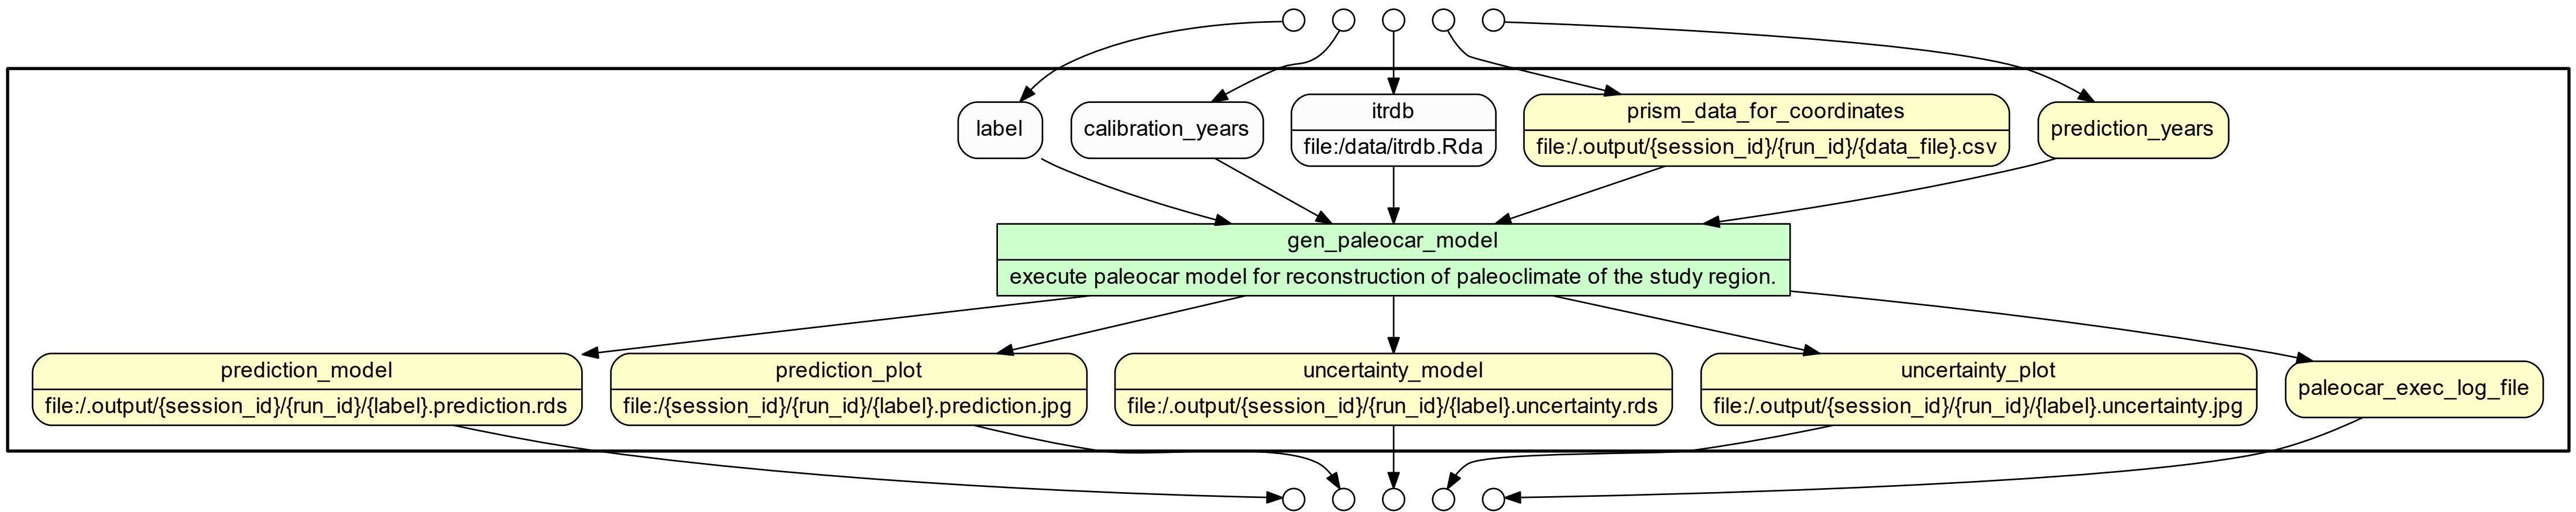 label
calibration_years
itrdb
file:/data/itrdb.Rda
prism_data_for_coordinates
file:/.output/{session_id}/{run_id}/{data_file}.csv
prediction_years
gen_paleocar_model
execute paleocar model for reconstruction of paleoclimate of the study region.
prediction_model
file:/.output/{session_id}/{run_id}/{label}.prediction.rds
prediction_plot
file:/{session_id}/{run_id}/{label}.prediction.jpg
uncertainty_model
file:/.output/{session_id}/{run_id}/{label}.uncertainty.rds
uncertainty_plot
file:/.output/{session_id}/{run_id}/{label}.uncertainty.jpg
paleocar_exec_log_file